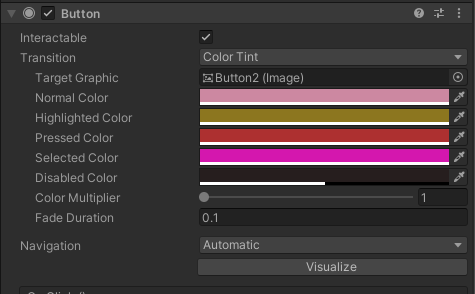 Button
Interactable
Transition Color Tint
Target Graphic Button2 (Image)
Normal Color
Highlighted Color
Pressed Color
Selected Color
Disabled Color
Color Multiplier 1
Fade Duration 0.1
Navigation Automatic
Visualize